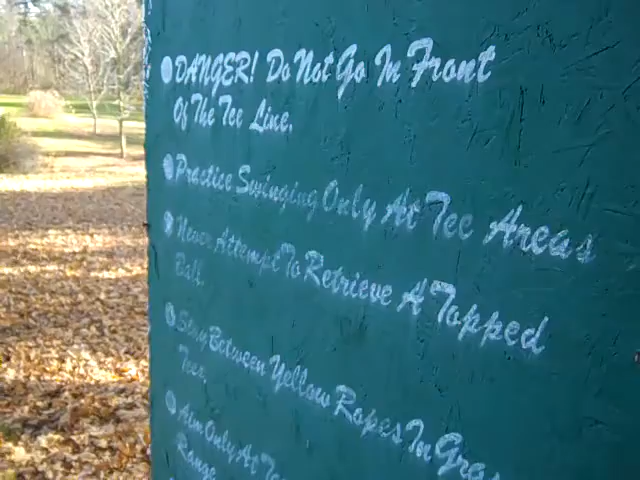 DANGER! Do Not Go In Front
Of The Tee Line.
Practice Swinging Only At Tee Areas
Never Attempt To Retrieve A Topped
Ball.
Stay Between Yellow Ropes In
Tees.
Aim Only At
Range